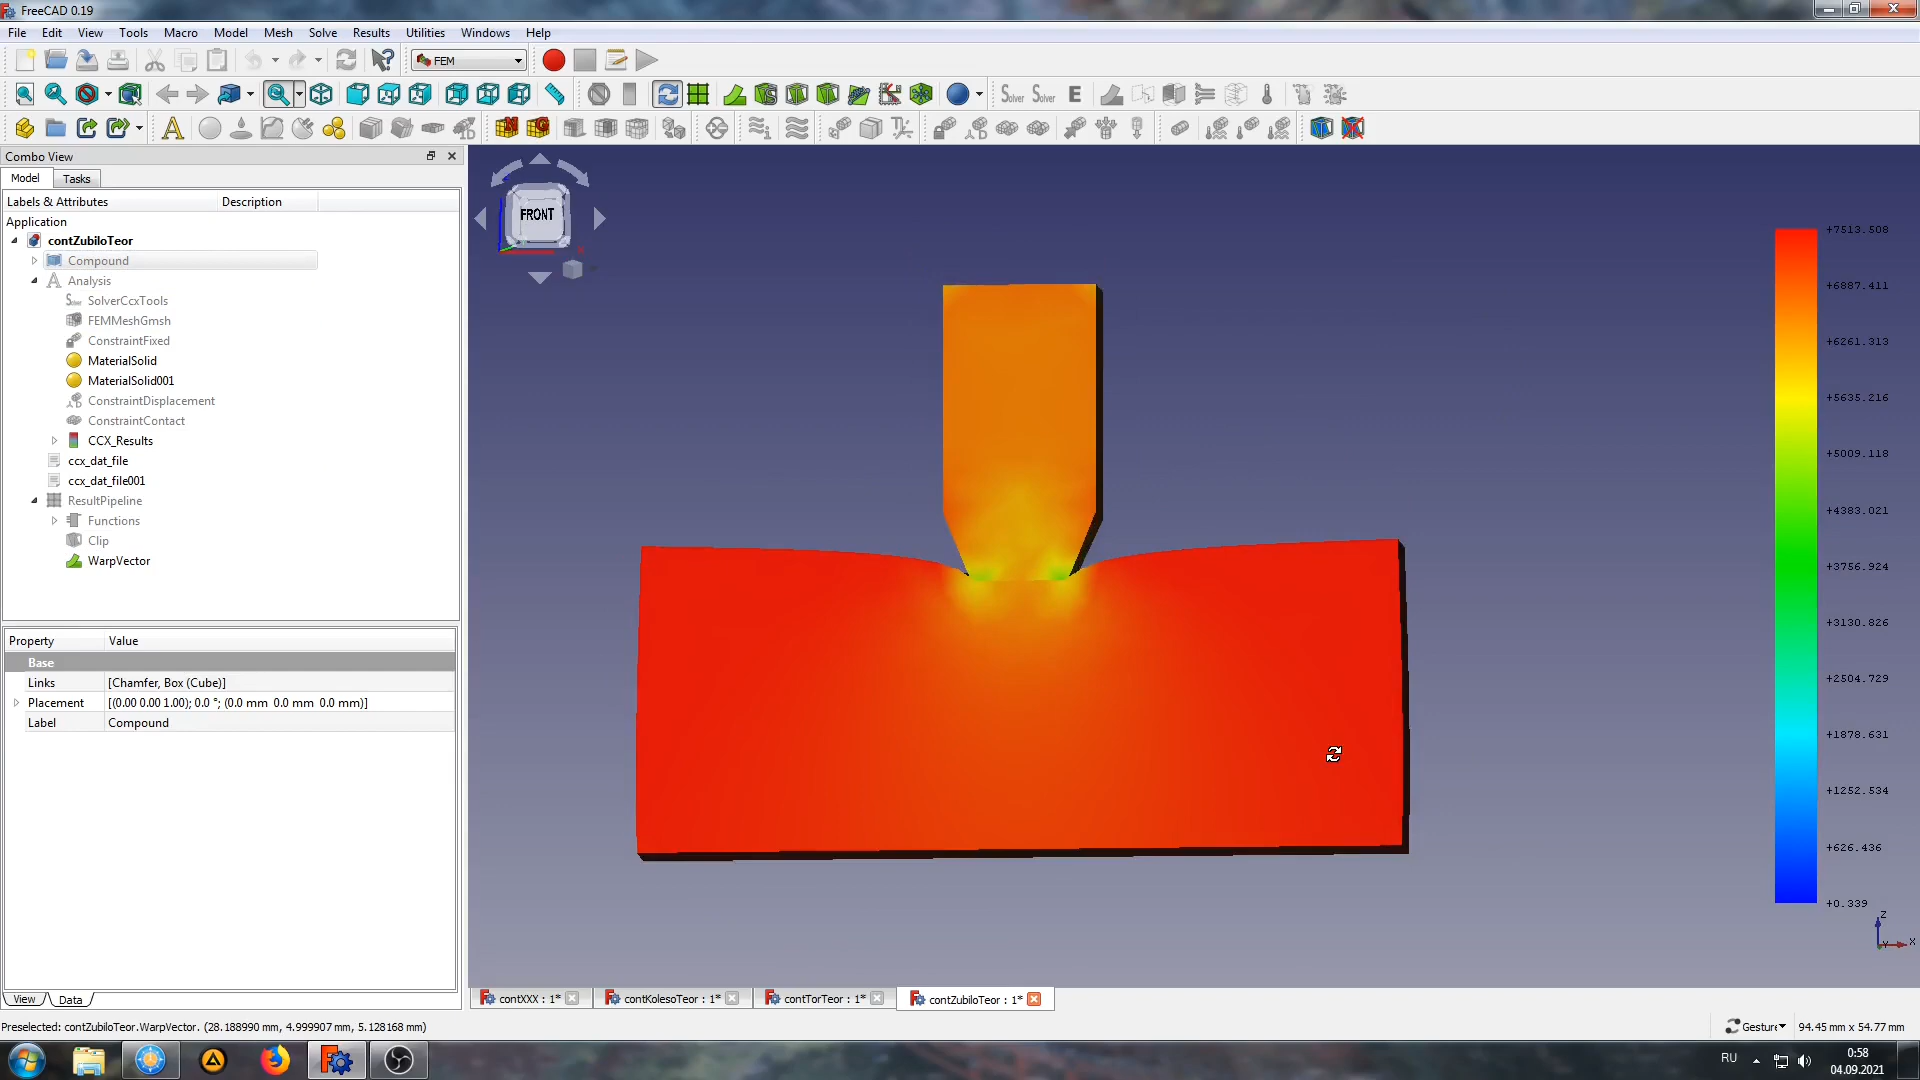 FreeCAD 0.19
File Edit View Tools Macro Model Mesh Solve Results Utilities Windows Help
FEM
Solver Solver E
Combo View
Model Tasks
Labels & Attributes Description
Application
contZubiloTeor
Compound
Analysis
SolverCcxTools
FEMMeshGmsh
ConstraintFixed
MaterialSolid
MaterialSolid001
ConstraintDisplacement
ConstraintContact
CCX_Results
ccx_dat_file
ccx_dat_file001
ResultPipeline
Functions
Clip
WarpVector
Property Value
Base
Links [Chamfer, Box (Cube)]
Placement [(0.00 0.00 1.00); 0.0 °; (0.0 mm 0.0 mm 0.0 mm)]
Label Compound
View Data
FRONT
+7513.508
+6887.411
+6261.313
+5635.216
+5009.118
+4383.021
+3756.924
+3130.826
+2504.729
+1878.631
+1252.534
+626.436
+0.339
Z
Y X
contXXX : 1*
contKolesoTeor : 1*
contTorTeor : 1*
contZubiloTeor : 1*
Preselected: contZubiloTeor.WarpVector. (28.188990 mm, 4.999907 mm, 5.128168 mm)
Gesture 94.45 mm x 54.77 mm
RU
0:58
04.09.2021